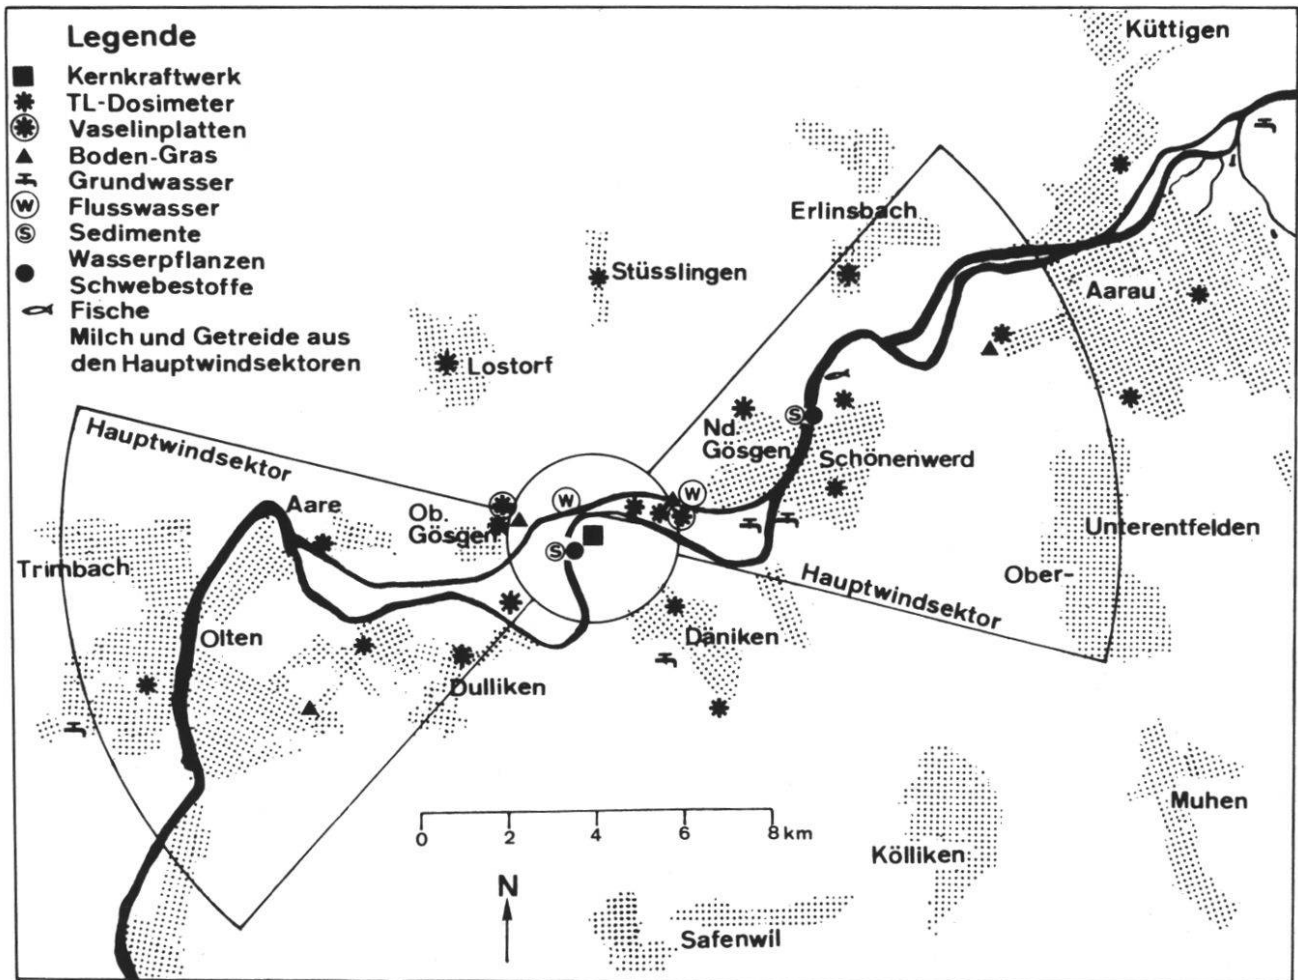 Legende
Kernkraftwerk
TL-Dosimeter
Vaselinplatten
Boden-Gras
Grundwasser
W Flusswasser
S Sedimente
Wasserpflanzen
Schwebestoffe
Fische
Milch und Getreide aus
den Hauptwindsektoren
Küttigen
Erlinsbach
Stüsslingen
Aarau
Lostorf
Hauptwindsektor
Nd.
Gösgen
S
Schönenwerd
Aare
Ob.
Gösgen
W
W
S
Unterentfelden
Ober-
Trimbach
Hauptwindsektor
Olten
Däniken
Dulliken
0 2 4 6 8 km
Muhen
Kölliken
N
Safenwil